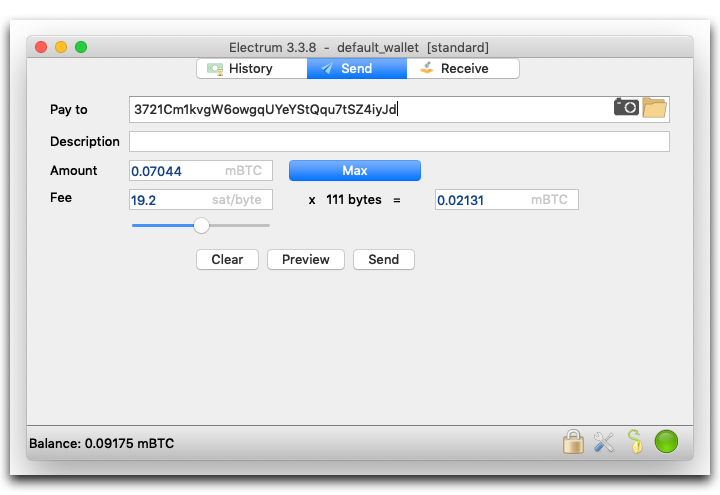 Electrum 3.3.8 - default_wallet [standard]
History Send Receive
Pay to 3721Cm1kvgW6owgqUYeYStQqu7tSZ4iyJd
Description
Amount 0.07044 mBTC Max
Fee 19.2 sat/byte x 111 bytes = 0.02131 mBTC
Clear Preview Send
Balance: 0.09175 mBTC